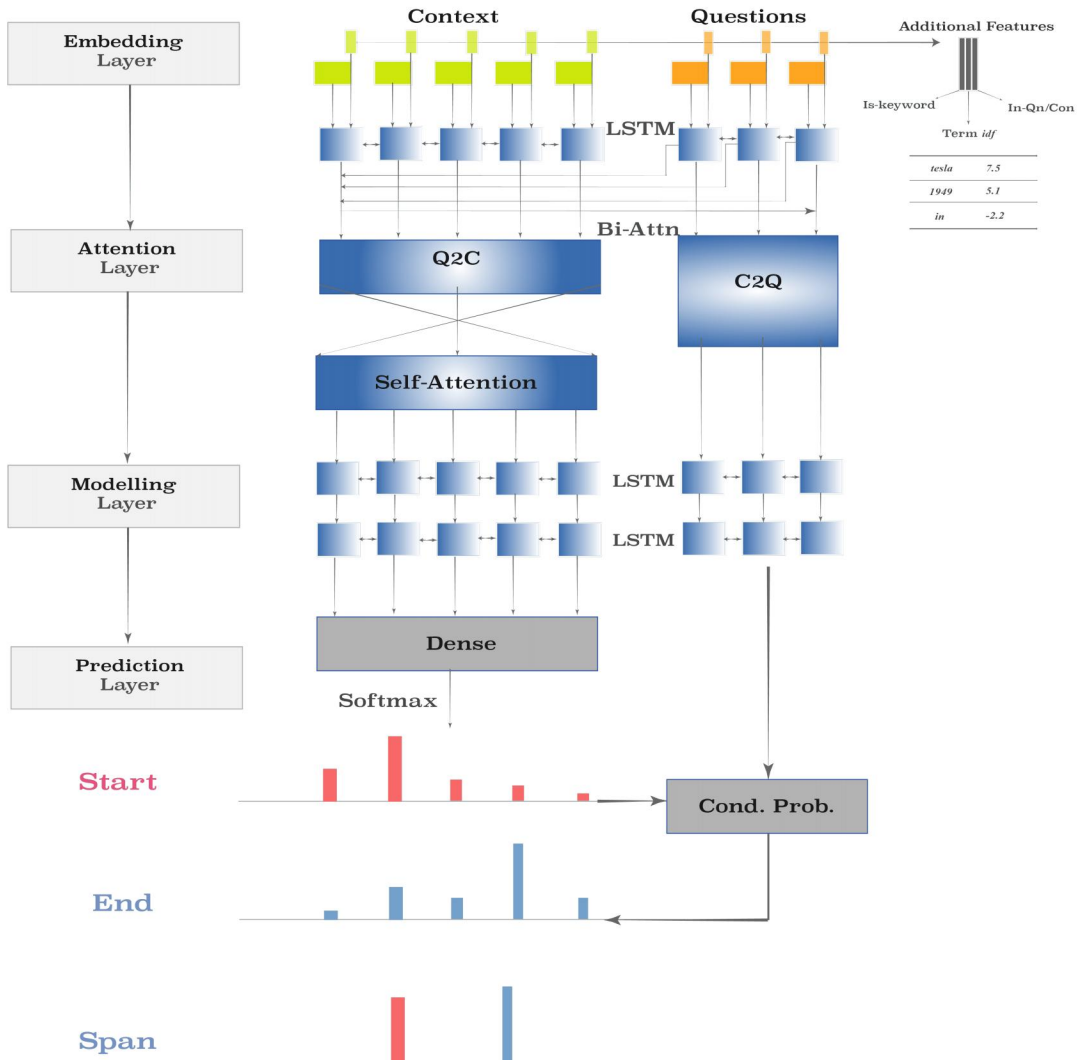 Context
Questions
Embedding
Layer
Additional Features
Is-keyword
In-Qn/Con
LSTM
Term idf
tesla 7.5
1949 5.1
in -2.2
Bi-Attn
Attention
Layer
Q2C
C2Q
Self-Attention
Modelling
Layer
LSTM
LSTM
Dense
Prediction
Layer
Softmax
Start
Cond. Prob.
End
Span